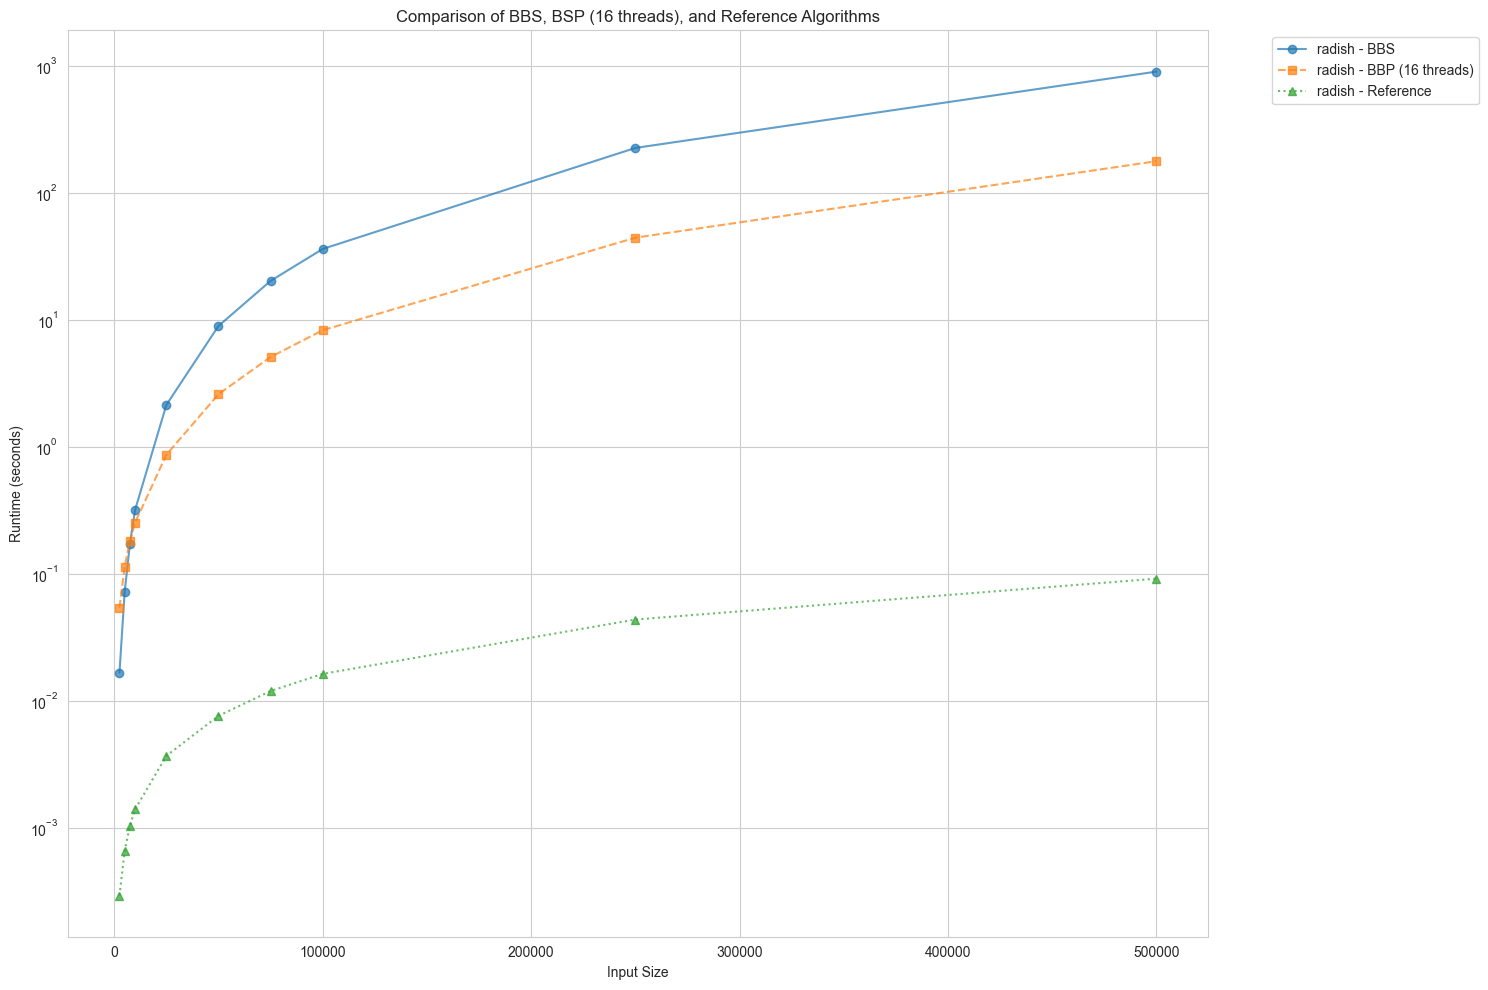 Comparison of BBS, BSP (16 threads), and Reference Algorithms
radish - BBS
radish - BBP (16 threads)
radish - Reference
Runtime (seconds)
10³
10²
10¹
10⁰
10⁻¹
10⁻²
10⁻³
0 100000 200000 300000 400000 500000
Input Size